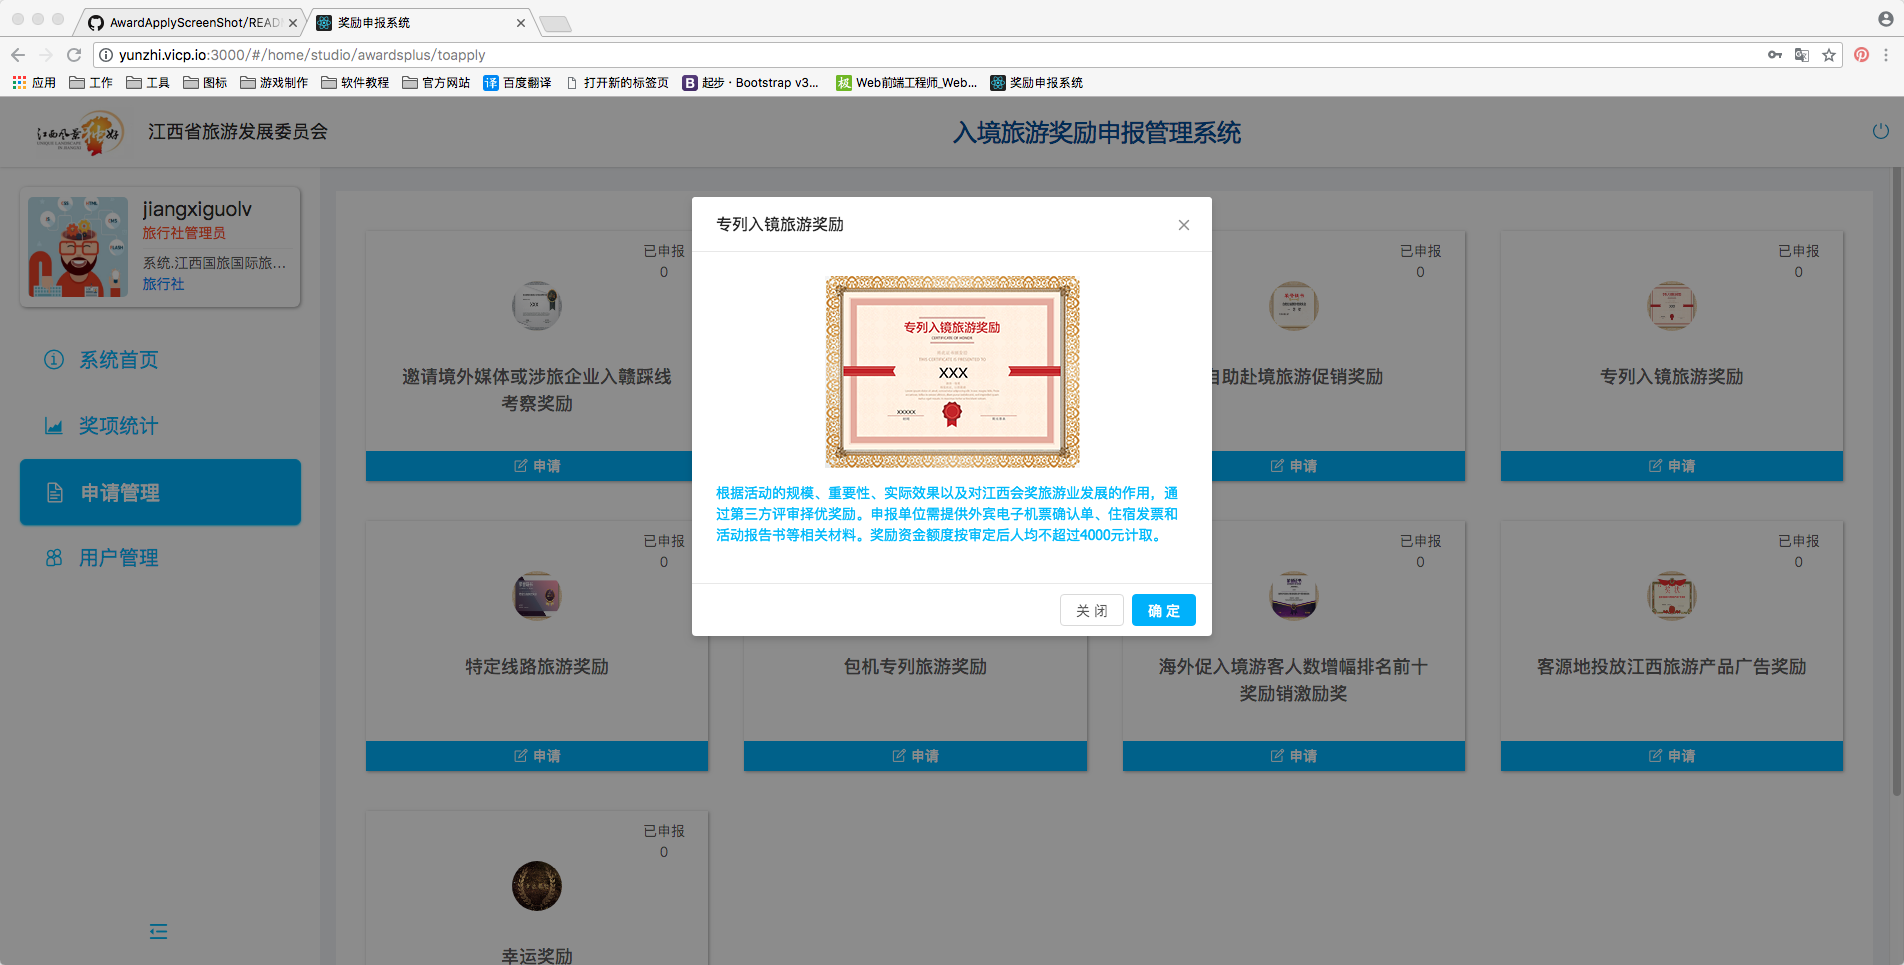 AwardApplyScreenShot/READ
奖励申报系统
yunzhi.vicp.io:3000/#/home/studio/awardsplus/toapply
应用
工作
工具
图标
游戏制作
软件教程
官方网站
译 百度翻译
打开新的标签页
B 起步 · Bootstrap v3...
极 Web前端工程师_Web...
奖励申报系统
江西风景独好
江西省旅游发展委员会
入境旅游奖励申报管理系统
jiangxiguolv
旅行社管理员
系统.江西国旅国际旅...
旅行社
系统首页
奖项统计
申请管理
用户管理
已申报
0
邀请境外媒体或涉旅企业入赣踩线
考察奖励
申请
已申报
0
自助赴境旅游促销奖励
申请
已申报
0
专列入镜旅游奖励
申请
专列入镜旅游奖励
专列入镜旅游奖励
CERTIFICATE OF HONOR
THIS CERTIFICATE IS PRESENTED TO
XXX
XXXXX
根据活动的规模、重要性、实际效果以及对江西会奖旅游业发展的作用，通
过第三方评审择优奖励。申报单位需提供外宾电子机票确认单、住宿发票和
活动报告书等相关材料。奖励资金额度按审定后人均不超过4000元计取。
关 闭
确 定
已申报
0
特定线路旅游奖励
申请
包机专列旅游奖励
申请
已申报
0
海外促入境游客人数增幅排名前十
奖励销激励奖
申请
已申报
0
客源地投放江西旅游产品广告奖励
申请
已申报
0
幸运奖励